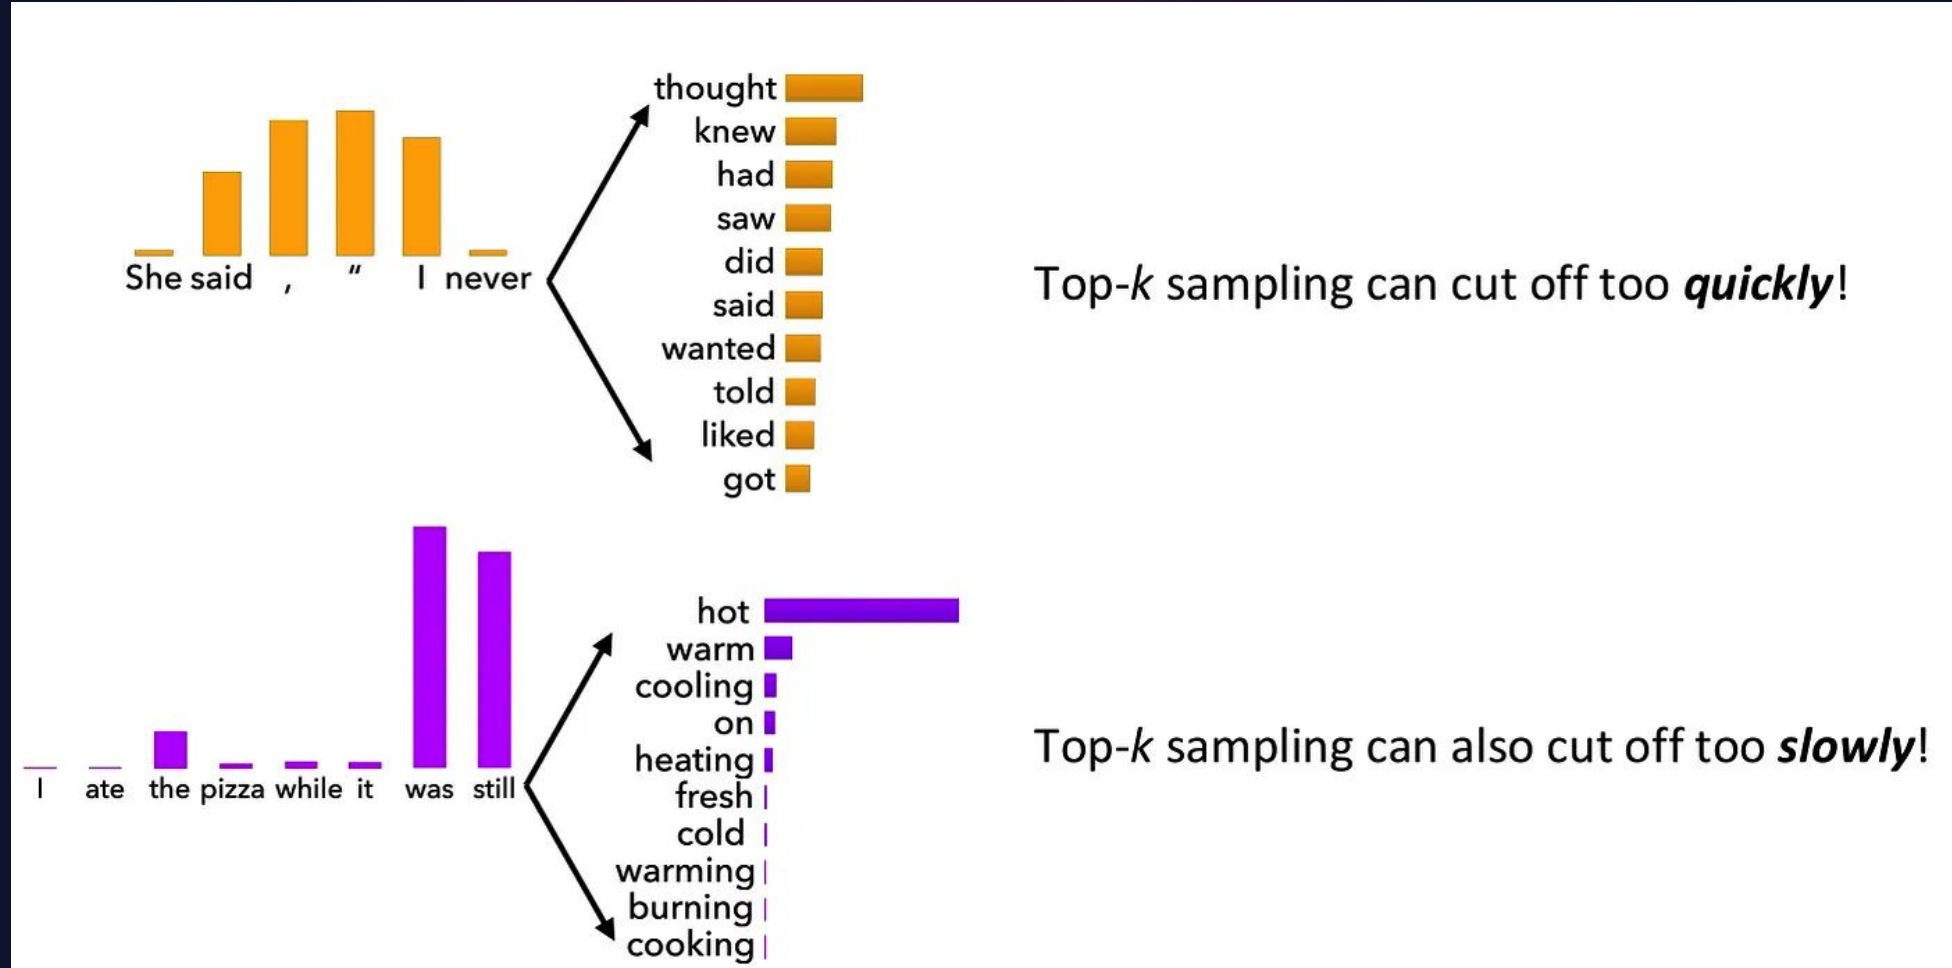 thought
knew
had
saw
did
said
wanted
told
liked
got
She said , “ I never
Top-k sampling can cut off too quickly!
hot
warm
cooling
on
heating
fresh
cold
warming
burning
cooking
I ate the pizza while it was still
Top-k sampling can also cut off too slowly!